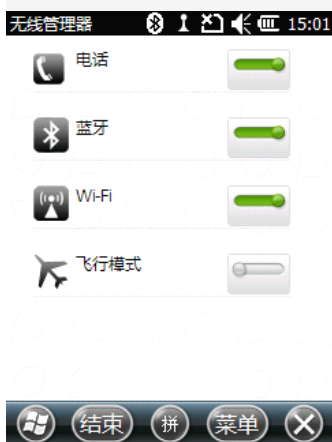 无线管理器 15:01
电话
蓝牙
Wi-Fi
飞行模式
结束 拼 菜单